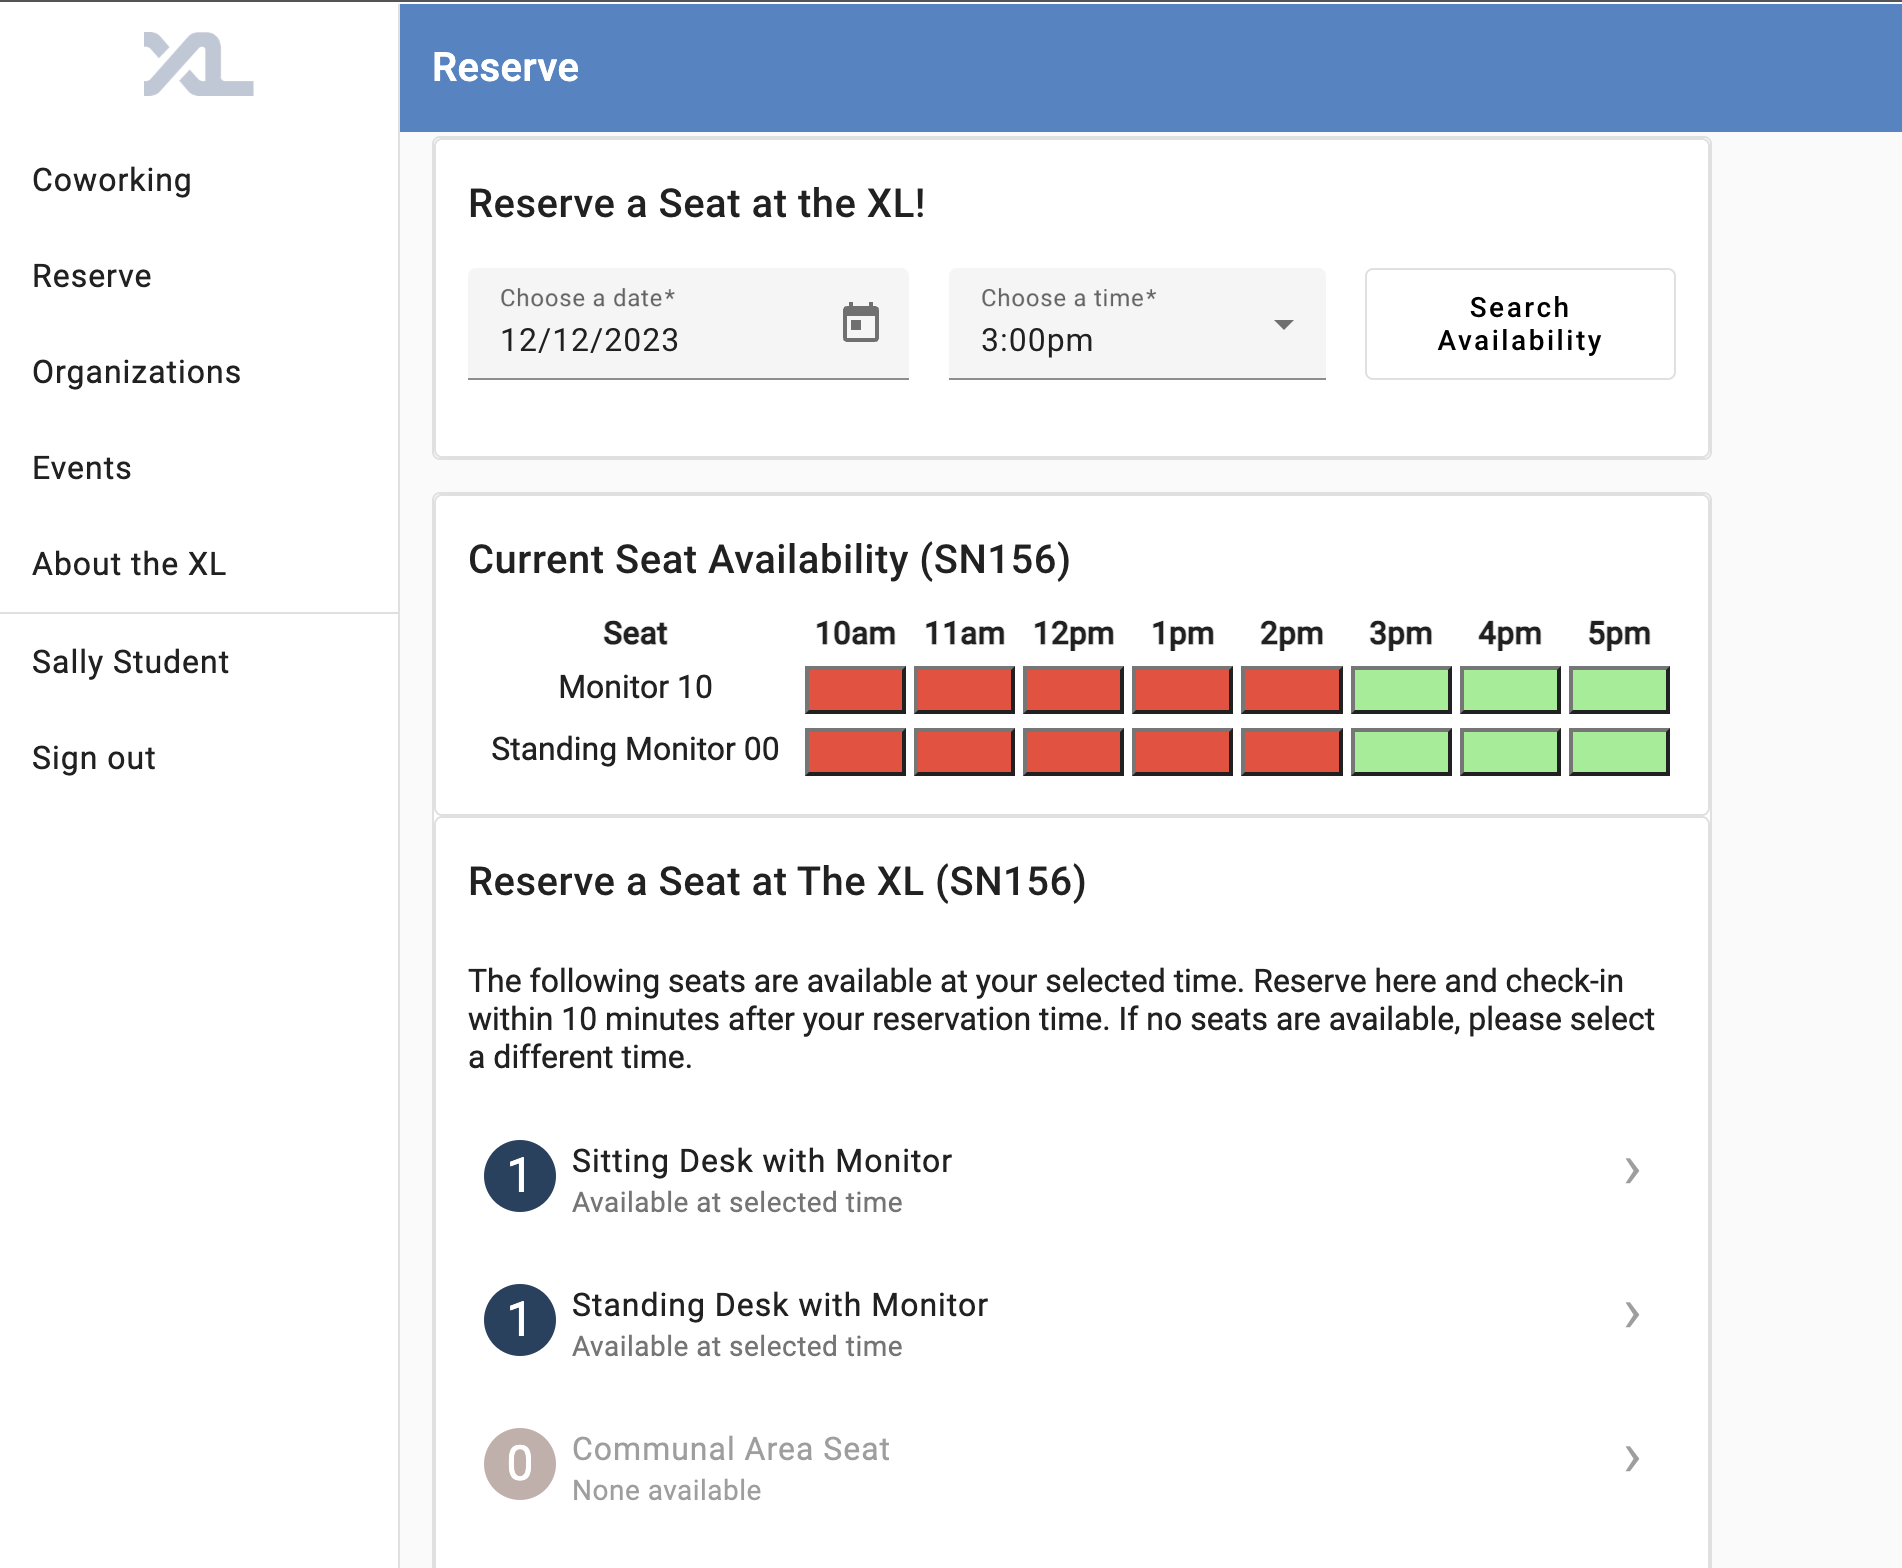 XL
Coworking
Reserve
Organizations
Events
About the XL
Sally Student
Sign out
Reserve
Reserve a Seat at the XL!
Choose a date*
12/12/2023
Choose a time*
3:00pm
Search
Availability
Current Seat Availability (SN156)
Seat 10am 11am 12pm 1pm 2pm 3pm 4pm 5pm
Monitor 10
Standing Monitor 00
Reserve a Seat at The XL (SN156)
The following seats are available at your selected time. Reserve here and check-in
within 10 minutes after your reservation time. If no seats are available, please select
a different time.
1
Sitting Desk with Monitor
Available at selected time
1
Standing Desk with Monitor
Available at selected time
0
Communal Area Seat
None available